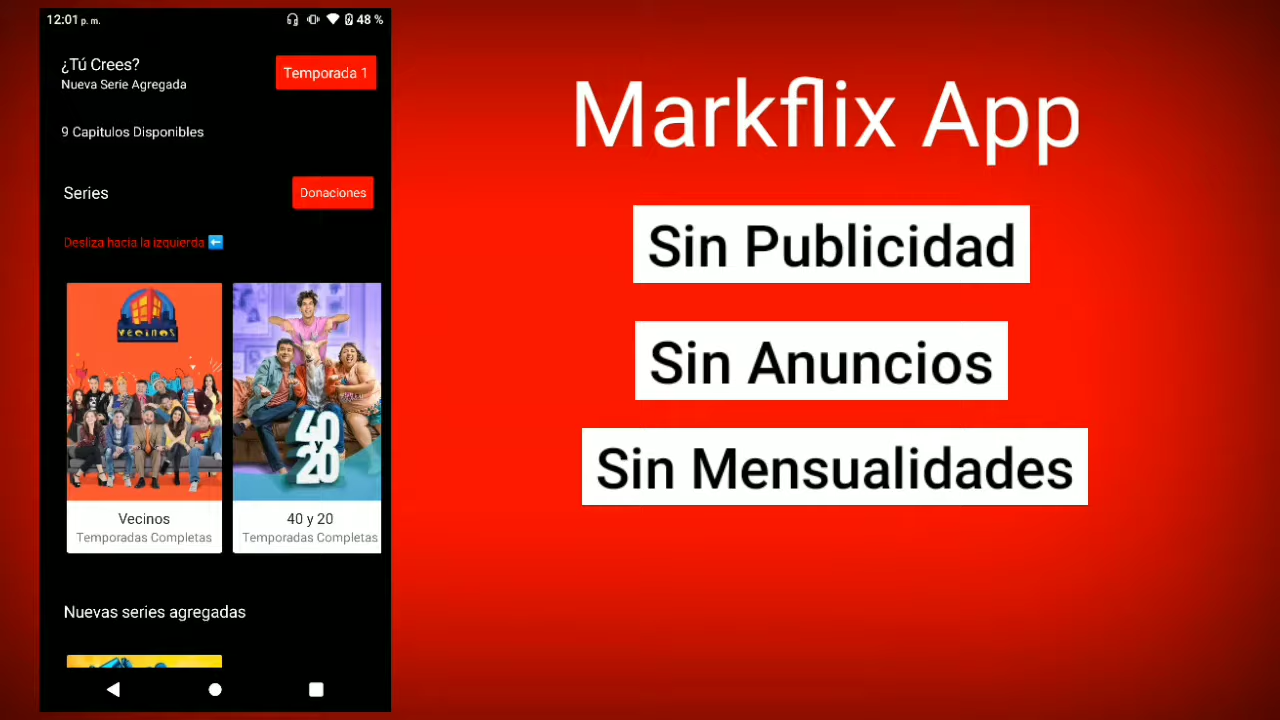 12:01 p. m.
48 %
¿Tú Crees?
Nueva Serie Agregada
Temporada 1
9 Capitulos Disponibles
Series
Donaciones
Desliza hacia la izquierda
VECINOS
40
y
20
Vecinos
Temporadas Completas
40 y 20
Temporadas Completas
Nuevas series agregadas
Markflix App
Sin Publicidad
Sin Anuncios
Sin Mensualidades